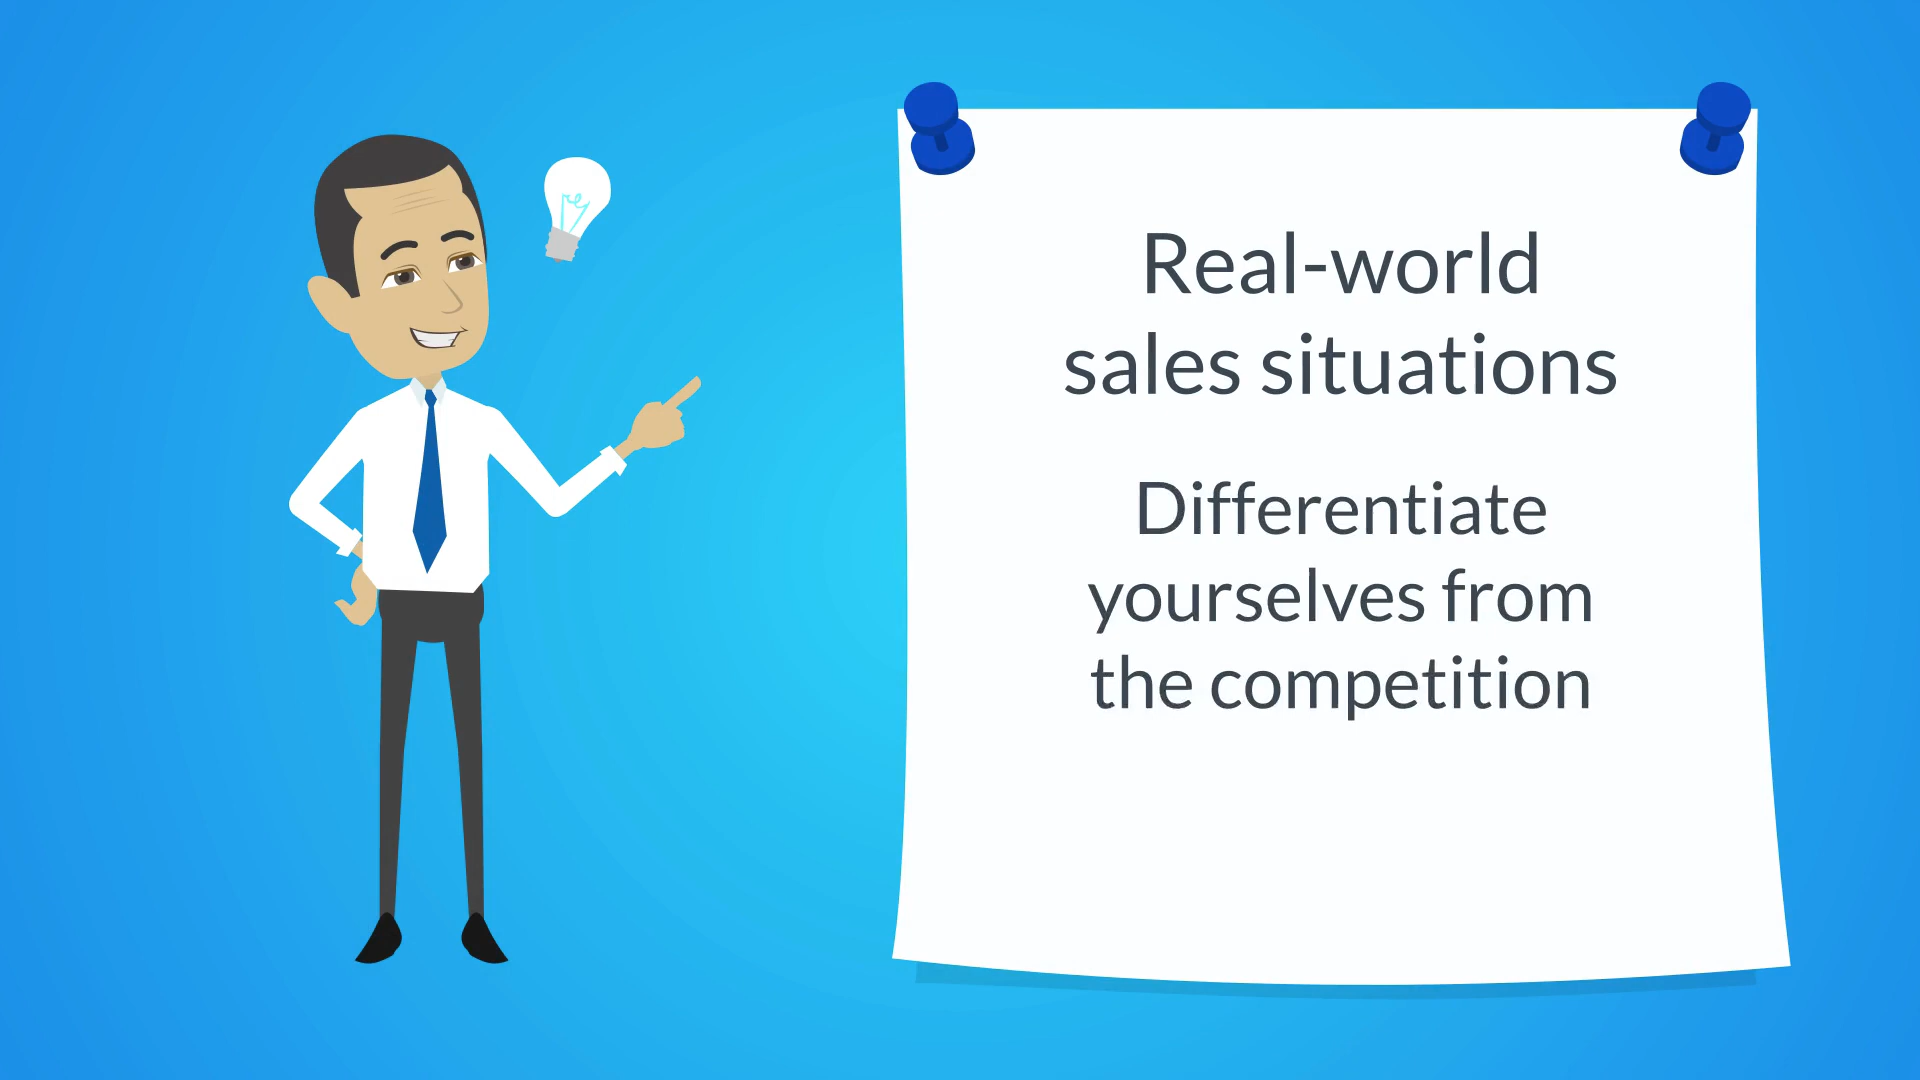 Real-world
sales situations
Differentiate
yourselves from
the competition